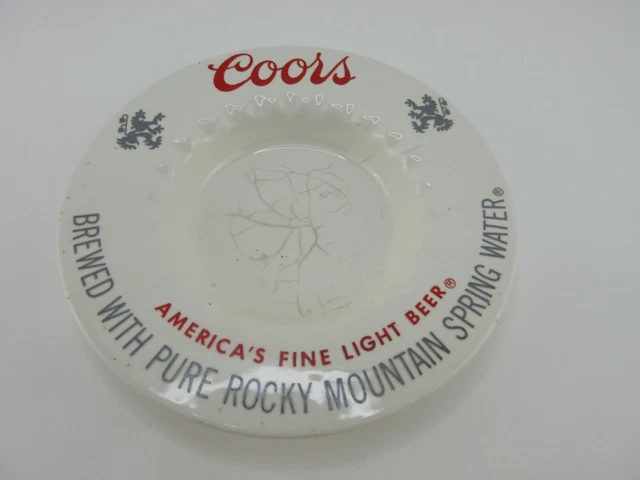 Coors
AMERICA'S FINE LIGHT BEER®
BREWED WITH PURE ROCKY MOUNTAIN SPRING WATER®